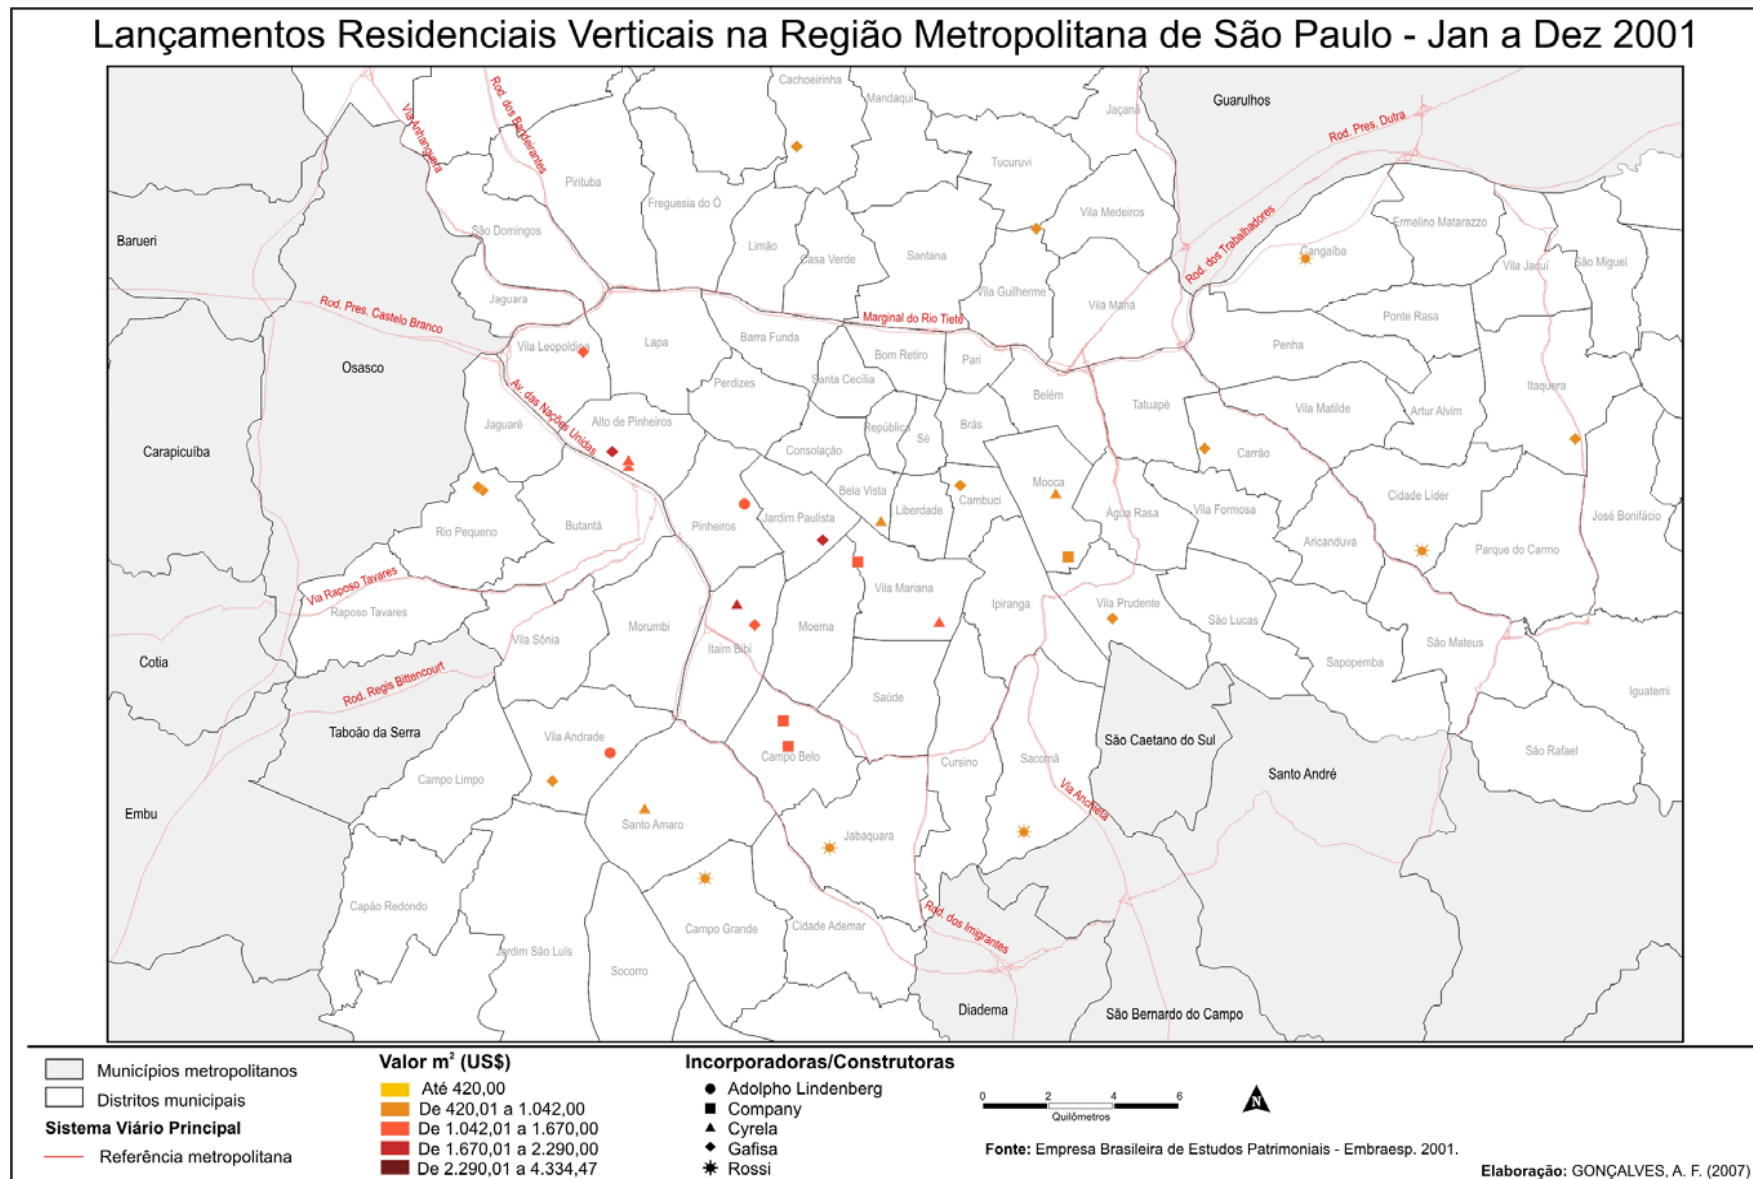 Lançamentos Residenciais Verticais na Região Metropolitana de São Paulo - Jan a Dez 2001
Cachoeirinha
Mandaqui
Jaçanã
Guarulhos
Rod. Pres. Dutra
Via Anhanguera
Rod. dos Bandeirantes
Pirituba
Tucuruvi
Freguesia do Ó
Vila Medeiros
Ermelino Matarazzo
São Domingos
Barueri
Limão
Casa Verde
Santana
Rod. dos Trabalhadores
Cangaíba
Vila Jacuí
São Miguel
Jaguara
Vila Guilherme
Vila Maria
Rod. Pres. Castelo Branco
Marginal do Rio Tietê
Ponte Rasa
Vila Leopoldina
Lapa
Barra Funda
Bom Retiro
Pari
Penha
Osasco
Perdizes
Santa Cecília
Belém
Tatuapé
Vila Matilde
Artur Alvim
Itaquera
Av. das Nações Unidas
Jaguaré
Alto de Pinheiros
República
Sé
Brás
Carapicuíba
Consolação
Carrão
Bela Vista
Liberdade
Cambuci
Mooca
Cidade Líder
José Bonifácio
Rio Pequeno
Butantã
Pinheiros
Jardim Paulista
Água Rasa
Vila Formosa
Aricanduva
Parque do Carmo
Via Raposo Tavares
Raposo Tavares
Vila Mariana
Ipiranga
Vila Prudente
São Lucas
Cotia
Vila Sônia
Morumbi
Itaim Bibi
Moema
São Mateus
Sapopemba
Rod. Regis Bittencourt
Saúde
Iguatemi
Taboão da Serra
Vila Andrade
São Caetano do Sul
São Rafael
Campo Limpo
Campo Belo
Cursino
Sacomã
Santo André
Via Anchieta
Embu
Santo Amaro
Jabaquara
Capão Redondo
Campo Grande
Cidade Ademar
Rod. dos Imigrantes
Jardim São Luís
Socorro
Diadema
São Bernardo do Campo
Municípios metropolitanos
Distritos municipais
Sistema Viário Principal
Referência metropolitana
Valor m² (US$)
Até 420,00
De 420,01 a 1.042,00
De 1.042,01 a 1.670,00
De 1.670,01 a 2.290,00
De 2.290,01 a 4.334,47
Incorporadoras/Construtoras
Adolpho Lindenberg
Company
Cyrela
Gafisa
Rossi
0 2 4 6
Quilômetros
N
Fonte: Empresa Brasileira de Estudos Patrimoniais - Embraesp. 2001.
Elaboração: GONÇALVES, A. F. (2007)